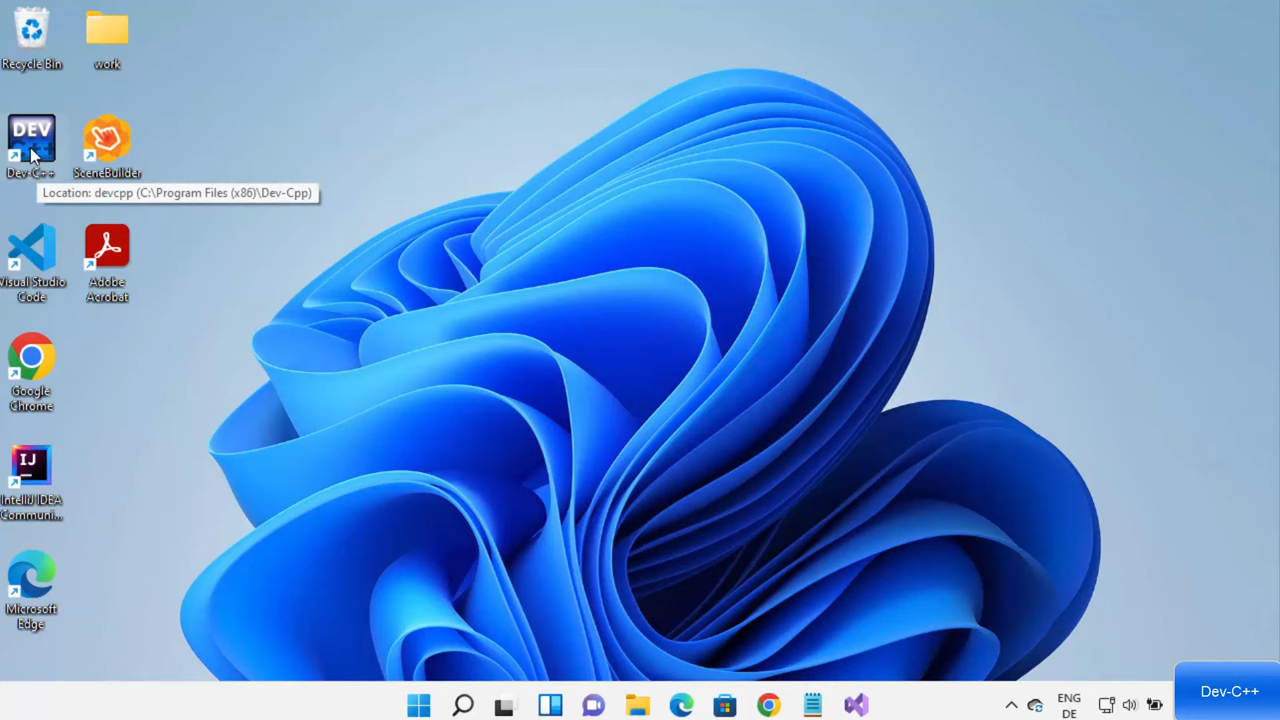 Recycle Bin
work
DEV
C++
Dev-C++
SceneBuilder
Location: devcpp (C:\Program Files (x86)\Dev-Cpp)
Visual Studio
Code
Adobe
Acrobat
Google
Chrome
IJ
IntelliJ IDEA
Communi...
Microsoft
Edge
ENG
DE
Dev-C++